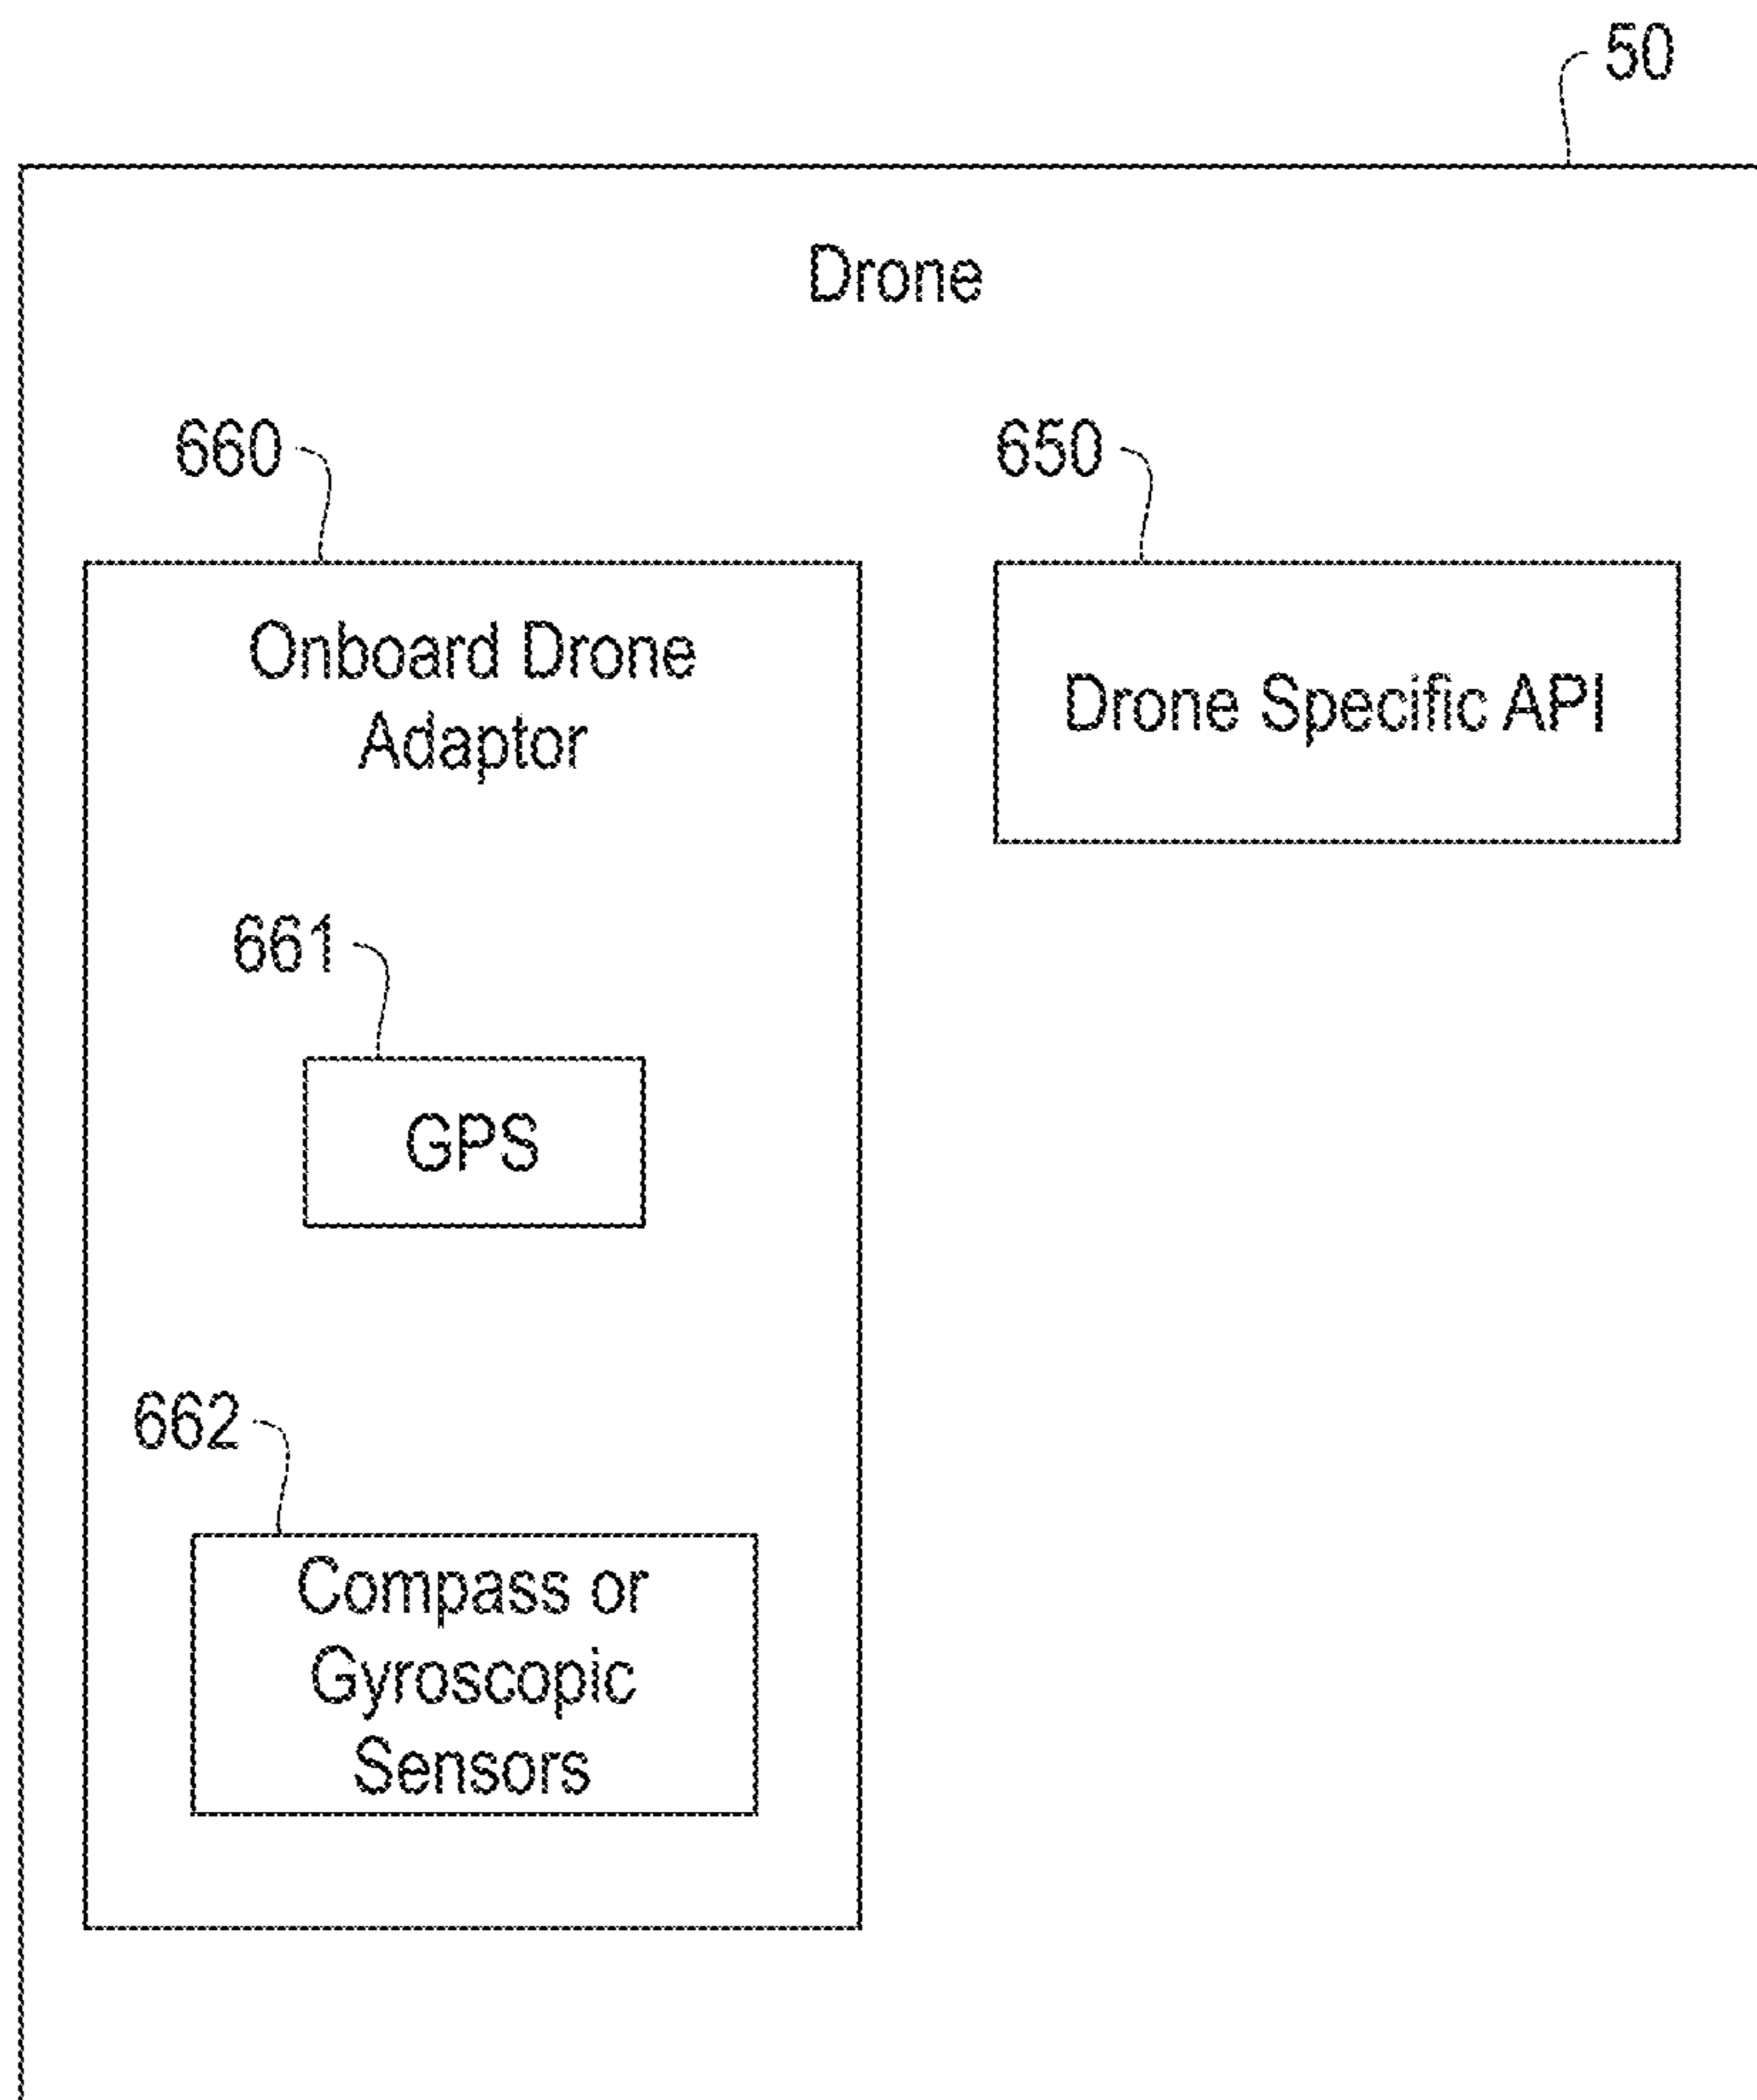 50
Drone
660
650
Onboard Drone
Adaptor
Drone Specific API
661
GPS
662
Compass or
Gyroscopic
Sensors